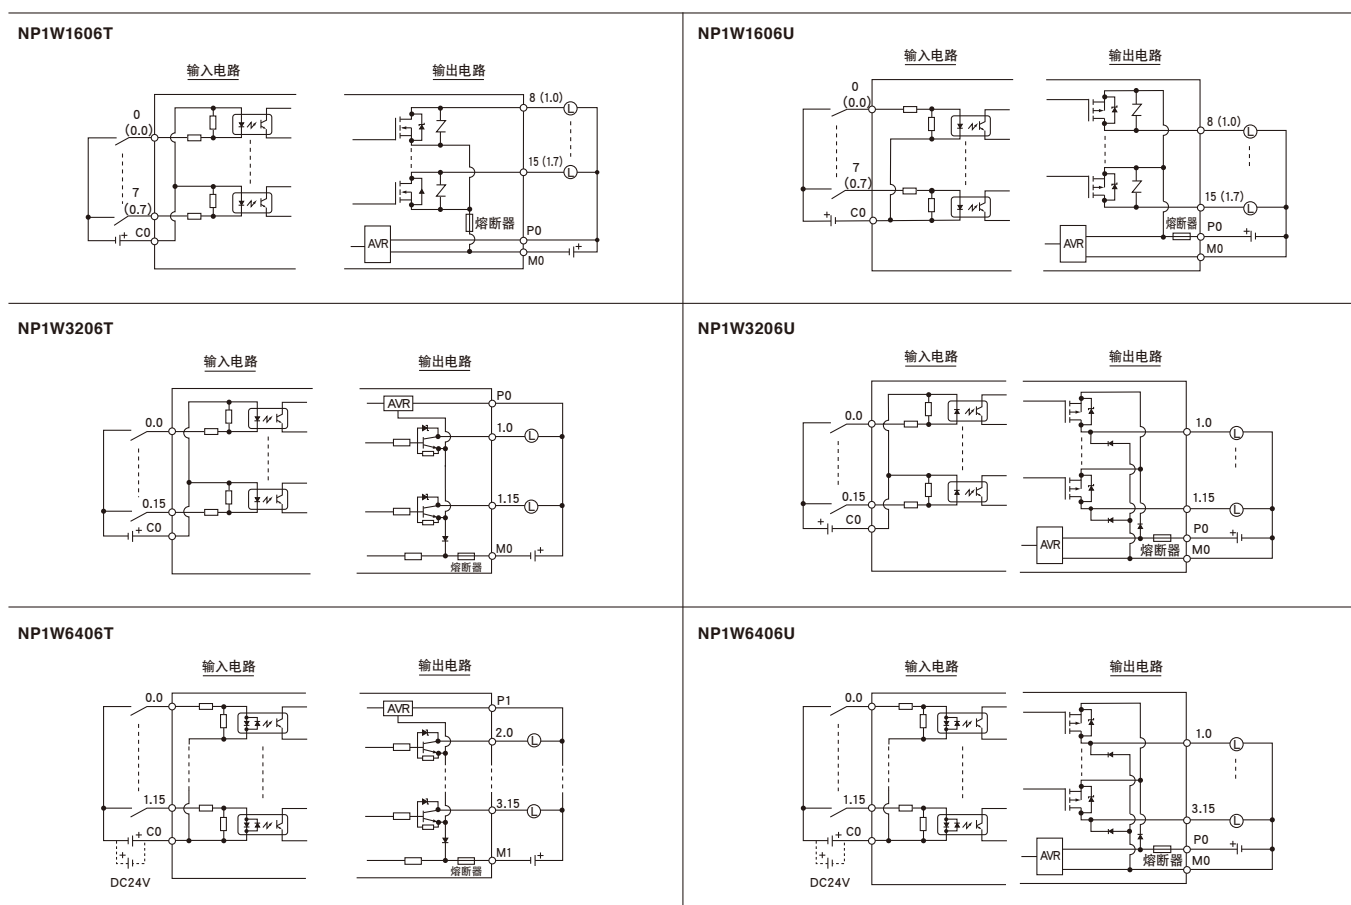 NP1W1606T
输入电路
输出电路
0
(0.0)
7
(0.7)
+
C0
8 (1.0)
L
15 (1.7)
L
熔断器
AVR
P0
+
M0
NP1W1606U
输入电路
输出电路
0
(0.0)
7
(0.7)
+
C0
8 (1.0)
L
15 (1.7)
L
熔断器
AVR
P0
+
M0
NP1W3206T
输入电路
输出电路
0.0
0.15
+
C0
AVR
P0
1.0
L
1.15
L
M0
+
熔断器
NP1W3206U
输入电路
输出电路
0.0
0.15
+
C0
1.0
L
1.15
L
AVR
熔断器
P0
+
M0
NP1W6406T
输入电路
输出电路
0.0
1.15
+
C0
+
DC24V
AVR
P1
2.0
L
3.15
L
M1
+
熔断器
NP1W6406U
输入电路
输出电路
0.0
1.15
+
C0
+
DC24V
1.0
L
3.15
L
AVR
熔断器
P0
+
M0